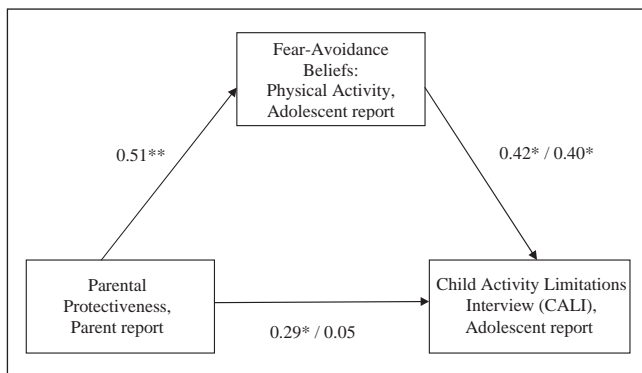 Fear-Avoidance
Beliefs:
Physical Activity,
Adolescent report
0.51**
0.42* / 0.40*
Parental
Protectiveness,
Parent report
Child Activity Limitations
Interview (CALI),
Adolescent report
0.29* / 0.05